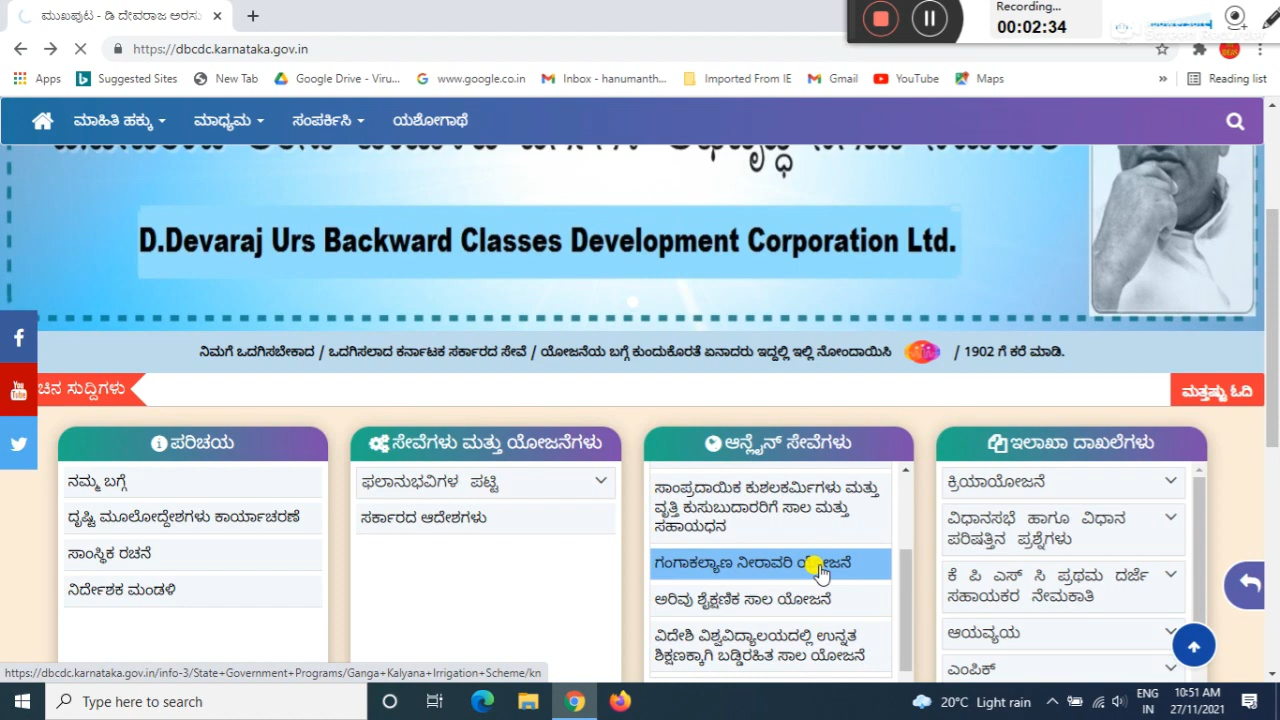 ಮುಖಪುಟ - ಡಿ ದೇವರಾಜ ಅರಸು
Recording...
00:02:34
https://dbcdc.karnataka.gov.in
Apps Suggested Sites New Tab Google Drive - Viru... www.google.co.in Inbox - hanumanth... Imported From IE Gmail YouTube Maps » Reading list
ಮಾಹಿತಿ ಹಕ್ಕು ಮಾಧ್ಯಮ ಸಂಪರ್ಕಿಸಿ ಯಶೋಗಾಥೆ
D.Devaraj Urs Backward Classes Development Corporation Ltd.
ನಿಮಗೆ ಒದಗಿಸಬೇಕಾದ / ಒದಗಿಸಲಾದ ಕರ್ನಾಟಕ ಸರ್ಕಾರದ ಸೇವೆ / ಯೋಜನೆಯ ಬಗ್ಗೆ ಕುಂದುಕೊರತೆ ಏನಾದರು ಇದ್ದಲ್ಲಿ ಇಲ್ಲಿ ನೋಂದಾಯಿಸಿ / 1902 ಗೆ ಕರೆ ಮಾಡಿ.
ಚಿನ ಸುದ್ದಿಗಳು
ಮತ್ತಷ್ಟು ಓದಿ
ಪರಿಚಯ
ನಮ್ಮ ಬಗ್ಗೆ
ದೃಷ್ಟಿ ಮೂಲೋದ್ದೇಶಗಳು ಕಾರ್ಯಾಚರಣೆ
ಸಾಂಸ್ಥಿಕ ರಚನೆ
ನಿರ್ದೇಶಕ ಮಂಡಳಿ
ಸೇವೆಗಳು ಮತ್ತು ಯೋಜನೆಗಳು
ಫಲಾನುಭವಿಗಳ ಪಟ್ಟಿ
ಸರ್ಕಾರದ ಆದೇಶಗಳು
ಆನ್ಲೈನ್ ಸೇವೆಗಳು
ಸಾಂಪ್ರದಾಯಿಕ ಕುಶಲಕರ್ಮಿಗಳು ಮತ್ತು
ವೃತ್ತಿ ಕುಸುಬುದಾರರಿಗೆ ಸಾಲ ಮತ್ತು
ಸಹಾಯಧನ
ಗಂಗಾಕಲ್ಯಾಣ ನೀರಾವರಿ ಯೋಜನೆ
ಅರಿವು ಶೈಕ್ಷಣಿಕ ಸಾಲ ಯೋಜನೆ
ವಿದೇಶಿ ವಿಶ್ವವಿದ್ಯಾಲಯದಲ್ಲಿ ಉನ್ನತ
ಶಿಕ್ಷಣಕ್ಕಾಗಿ ಬಡ್ಡಿರಹಿತ ಸಾಲ ಯೋಜನೆ
ಇಲಾಖಾ ದಾಖಲೆಗಳು
ಕ್ರಿಯಾಯೋಜನೆ
ವಿಧಾನಸಭೆ ಹಾಗೂ ವಿಧಾನ
ಪರಿಷತ್ತಿನ ಪ್ರಶ್ನೆಗಳು
ಕೆ ಪಿ ಎಸ್ ಸಿ ಪ್ರಥಮ ದರ್ಜೆ
ಸಹಾಯಕರ ನೇಮಕಾತಿ
ಆಯವ್ಯಯ
ಎಂಪಿಕ್
https://dbcdc.karnataka.gov.in/info-3/State+Government+Programs/Ganga+Kalyana+Irrigation+Scheme/kn
Type here to search
20°C Light rain
ENG
IN
10:51 AM
27/11/2021